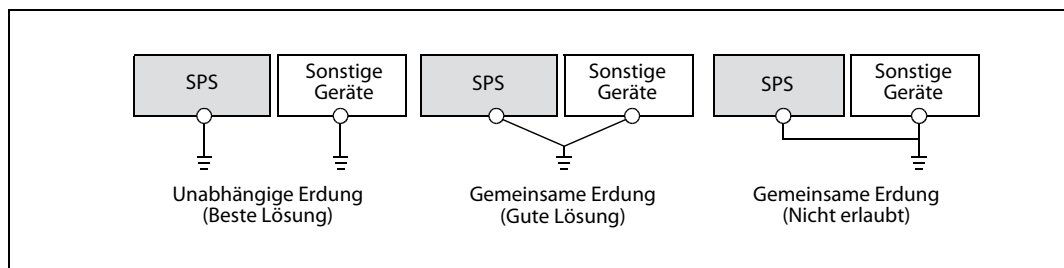 SPS
Sonstige
Geräte
SPS
Sonstige
Geräte
SPS
Sonstige
Geräte
Unabhängige Erdung
(Beste Lösung)
Gemeinsame Erdung
(Gute Lösung)
Gemeinsame Erdung
(Nicht erlaubt)